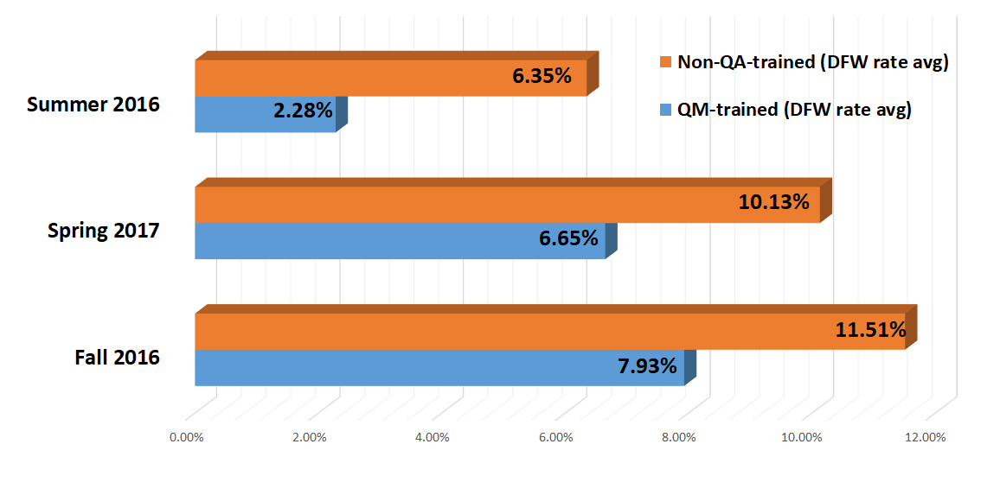 Non-QA-trained (DFW rate avg)
QM-trained (DFW rate avg)
Summer 2016
6.35%
2.28%
Spring 2017
10.13%
6.65%
Fall 2016
11.51%
7.93%
0.00% 2.00% 4.00% 6.00% 8.00% 10.00% 12.00%